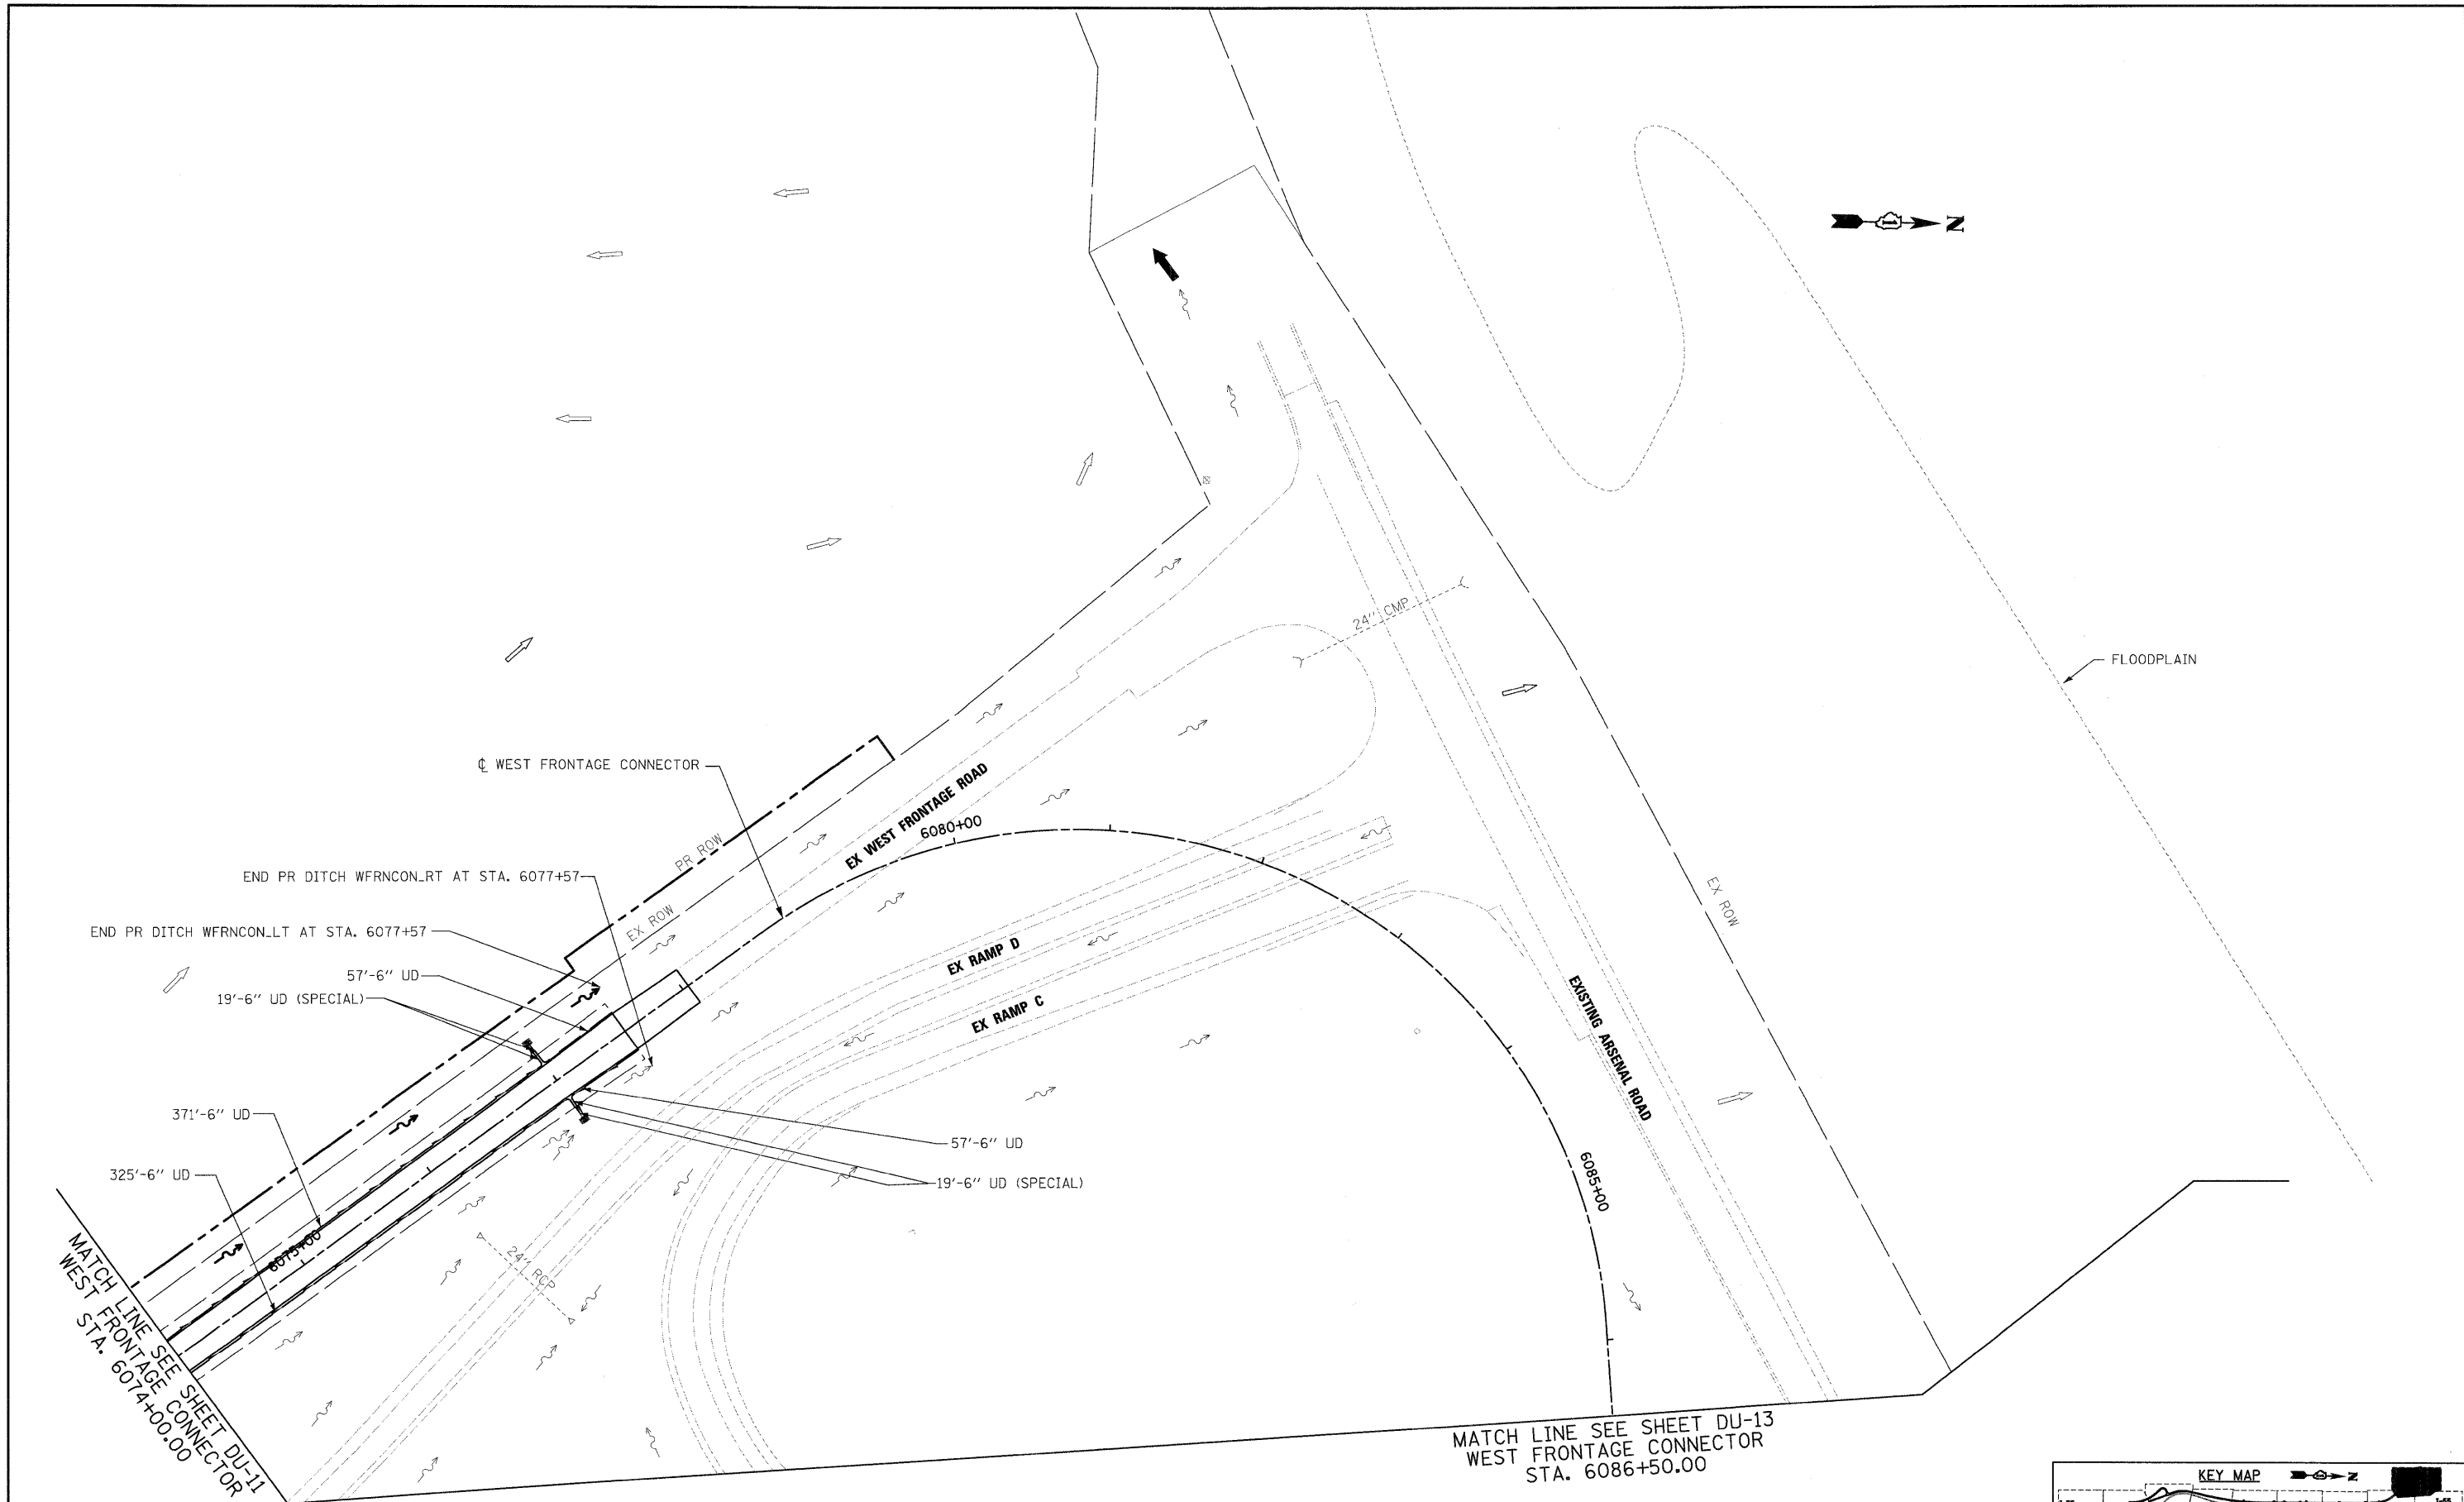 N
24" CMP
FLOODPLAIN
℄ WEST FRONTAGE CONNECTOR
EX WEST FRONTAGE ROAD
6080+00
PR ROW
EX ROW
END PR DITCH WFRNCON_RT AT STA. 6077+57
END PR DITCH WFRNCON_LT AT STA. 6077+57
EX ROW
57'-6" UD
19'-6" UD (SPECIAL)
EX RAMP D
EX RAMP C
EXISTING ARSENAL ROAD
371'-6" UD
57'-6" UD
325'-6" UD
19'-6" UD (SPECIAL)
6085+00
6075+00
24" RCP
MATCH LINE SEE SHEET DU-11
WEST FRONTAGE CONNECTOR
STA. 6074+00.00
MATCH LINE SEE SHEET DU-13
WEST FRONTAGE CONNECTOR
STA. 6086+50.00
KEY MAP
N